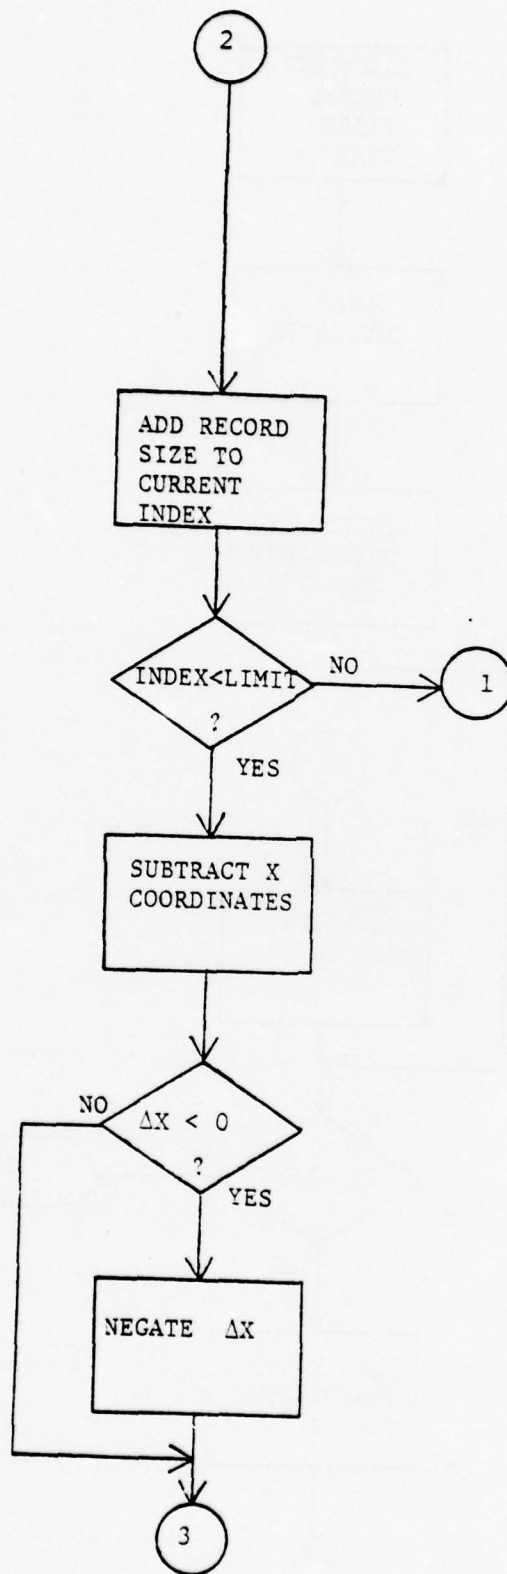 2
ADD RECORD
SIZE TO
CURRENT
INDEX
INDEX<LIMIT
?
NO
1
YES
SUBTRACT X
COORDINATES
NO
ΔX < 0
?
YES
NEGATE ΔX
3